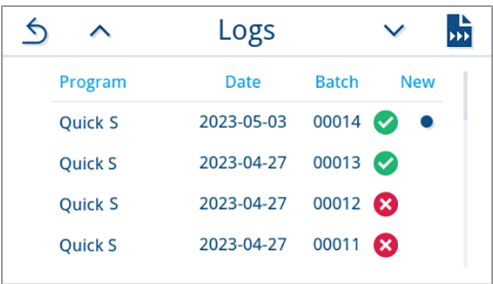 Logs
Program Date Batch New
Quick S 2023-05-03 00014
Quick S 2023-04-27 00013
Quick S 2023-04-27 00012
Quick S 2023-04-27 00011